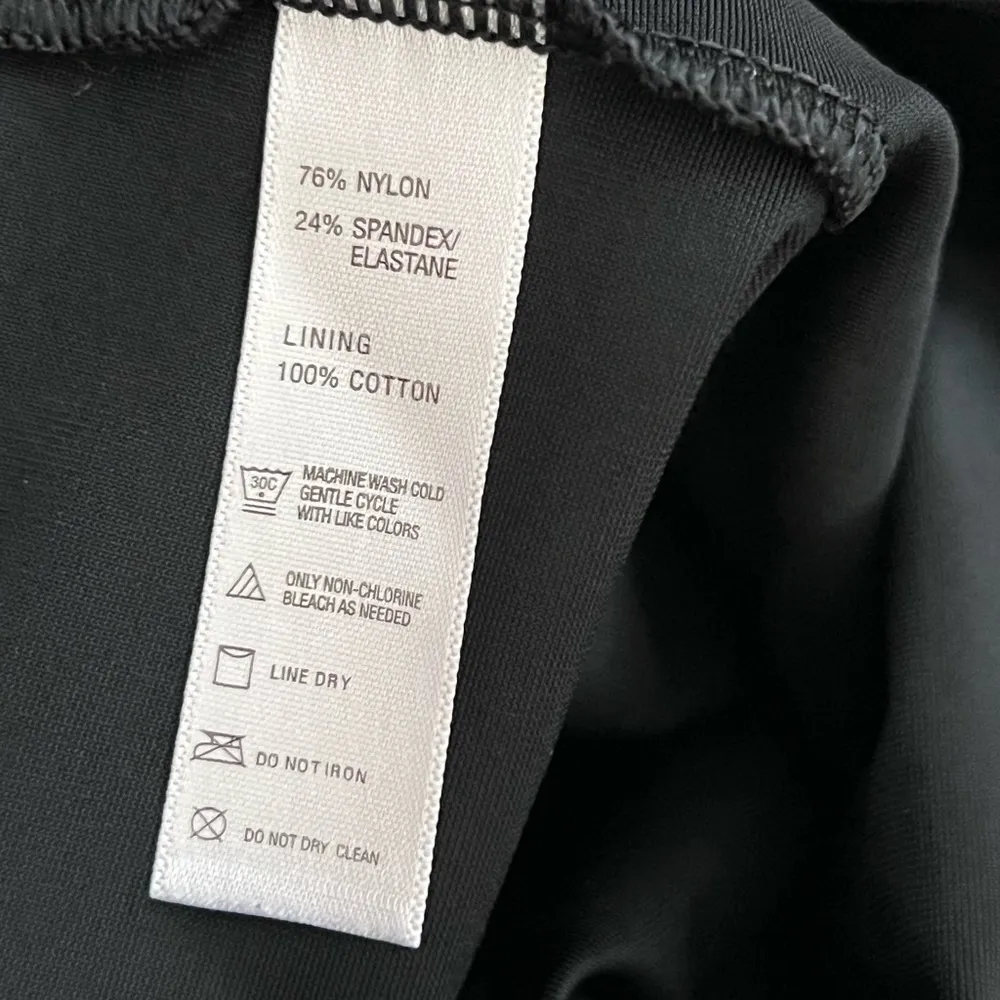 76% NYLON
24% SPANDEX/
ELASTANE
LINING
100% COTTON
30C
MACHINE WASH COLD
GENTLE CYCLE
WITH LIKE COLORS
ONLY NON-CHLORINE
BLEACH AS NEEDED
LINE DRY
DO NOT IRON
DO NOT DRY CLEAN